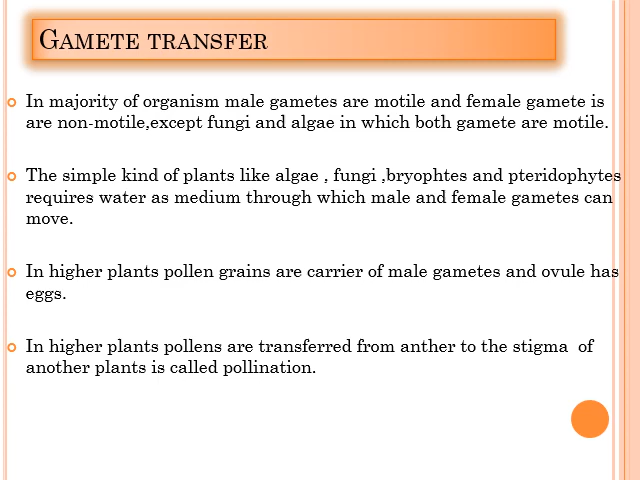 GAMETE TRANSFER
In majority of organism male gametes are motile and female gamete is
are non-motile,except fungi and algae in which both gamete are motile.
The simple kind of plants like algae , fungi ,bryophtes and pteridophytes
requires water as medium through which male and female gametes can
move.
In higher plants pollen grains are carrier of male gametes and ovule has
eggs.
In higher plants pollens are transferred from anther to the stigma of
another plants is called pollination.